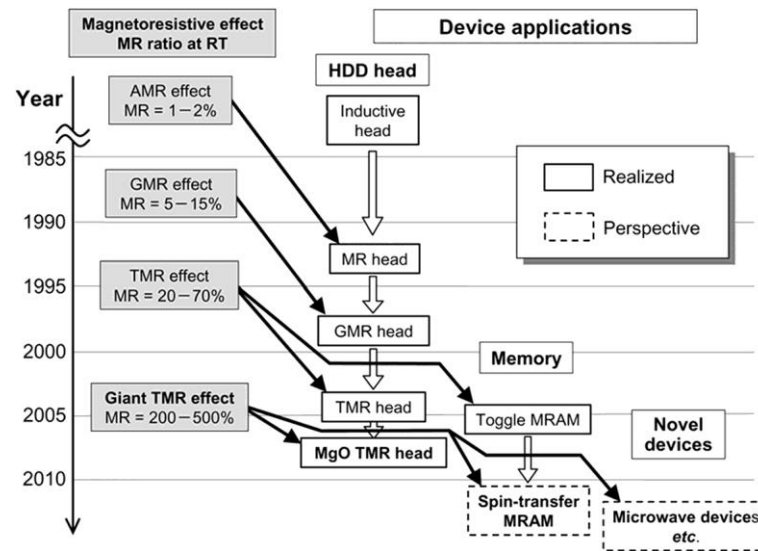 Magnetoresistive effect
MR ratio at RT
Device applications
HDD head
Year
AMR effect
MR = 1−2%
Inductive
head
1985
GMR effect
MR = 5−15%
Realized
1990
Perspective
MR head
TMR effect
MR = 20−70%
1995
GMR head
2000
Memory
Giant TMR effect
MR = 200−500%
TMR head
2005
Toggle MRAM
Novel
devices
MgO TMR head
2010
Spin-transfer
MRAM
Microwave devices
etc.